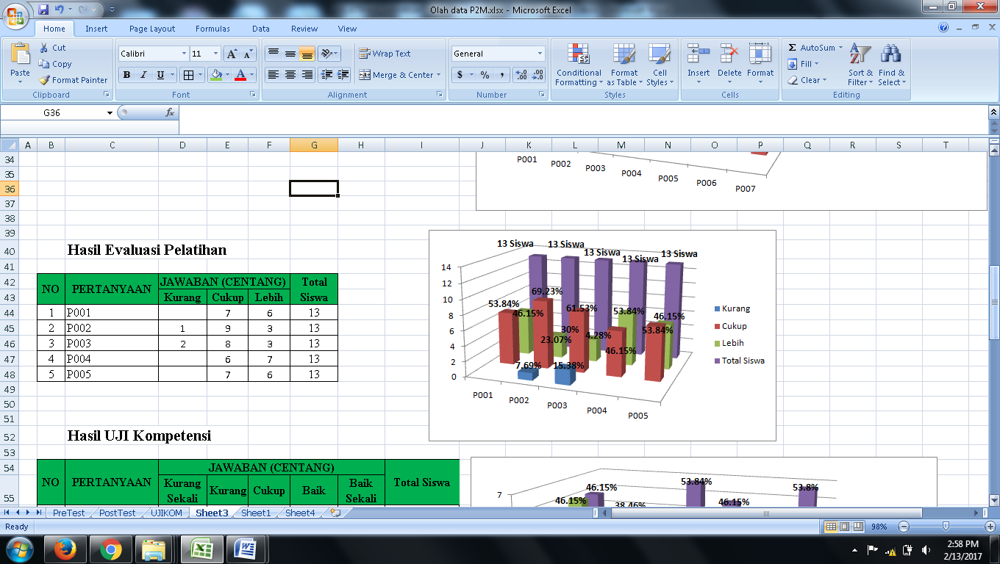 Olah data P2M.xlsx - Microsoft Excel
Home Insert Page Layout Formulas Data Review View
Paste Cut Copy Format Painter
Calibri 11 B I U
Wrap Text Merge & Center
General $ % , .00 .0
Conditional Formatting Format as Table Cell Styles
Insert Delete Format
Σ AutoSum Fill Clear Sort & Filter Find & Select
Clipboard Font Alignment Number Styles Cells Editing
G36 fx
A B C D E F G H I J K L M N O P Q R S T
34
35
36
37
38
39
40 Hasil Evaluasi Pelatihan
41
42 NO PERTANYAAN JAWABAN (CENTANG) Total Siswa
43 Kurang Cukup Lebih
44 1 P001 7 6 13
45 2 P002 1 9 3 13
46 3 P003 2 8 3 13
47 4 P004 6 7 13
48 5 P005 7 6 13
49
50
51
52 Hasil UJI Kompetensi
53
54 NO PERTANYAAN JAWABAN (CENTANG) Total Siswa
55 Kurang Sekali Kurang Cukup Baik Baik Sekali
P001 P002 P003 P004 P005 P006 P007
13 Siswa 13 Siswa 13 Siswa 13 Siswa 13 Siswa
14
12
10
8
6
4
2
0
53.84% 69.23% 61.53% 46.15% 53.84%
46.15% 23.07% 30% 4.28% 53.84% 46.15%
7.69% 15.38%
P001 P002 P003 P004 P005
Kurang
Cukup
Lebih
Total Siswa
7
46.15% 46.15% 38.46% 53.84% 46.15% 53.8%
PreTest PostTest UJIKOM Sheet3 Sheet1 Sheet4
Ready 98%
2:58 PM
2/13/2017